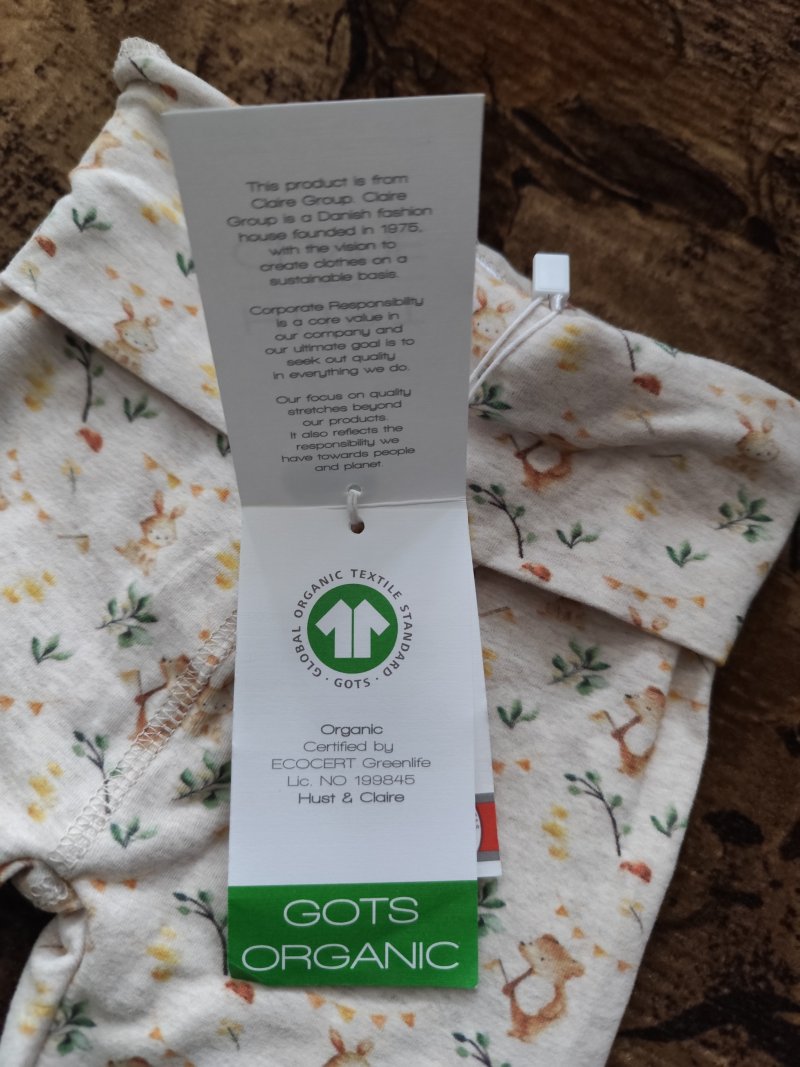 This product is from
Claire Group. Claire
Group is a Danish fashion
house founded in 1975,
with the vision to
create clothes on a
sustainable basis.
Corporate Responsibility
is a core value in
our company and
our ultimate goal is to
seek out quality
in everything we do.
Our focus on quality
stretches beyond
our products.
It also reflects the
responsibility we
have towards people
and planet.
GLOBAL ORGANIC TEXTILE STANDARD
· GOTS ·
Organic
Certified by
ECOCERT Greenlife
Lic. NO 199845
Hust & Claire
GOTS
ORGANIC